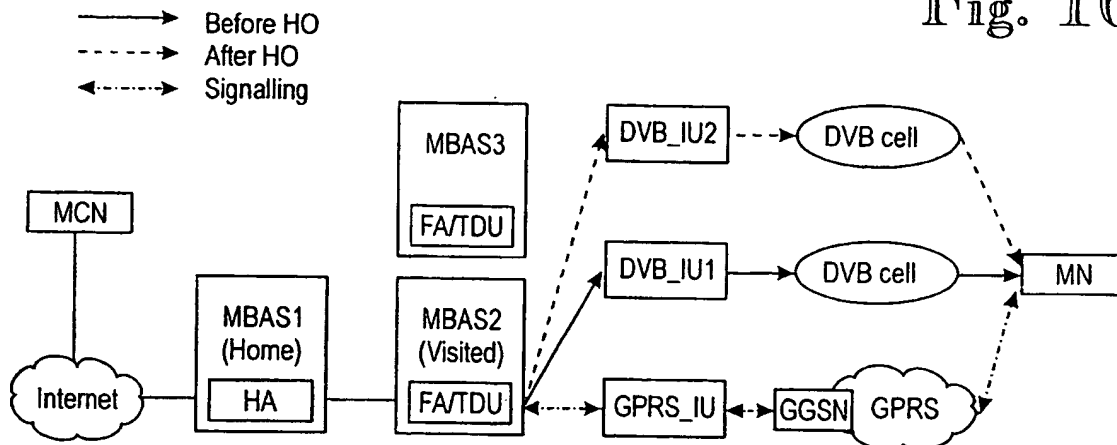 Fig. 10
Before HO
After HO
Signalling
MBAS3
FA/TDU
DVB_IU2
DVB cell
MCN
DVB_IU1
DVB cell
MN
MBAS1
(Home)
HA
MBAS2
(Visited)
FA/TDU
Internet
GPRS_IU
GGSN
GPRS